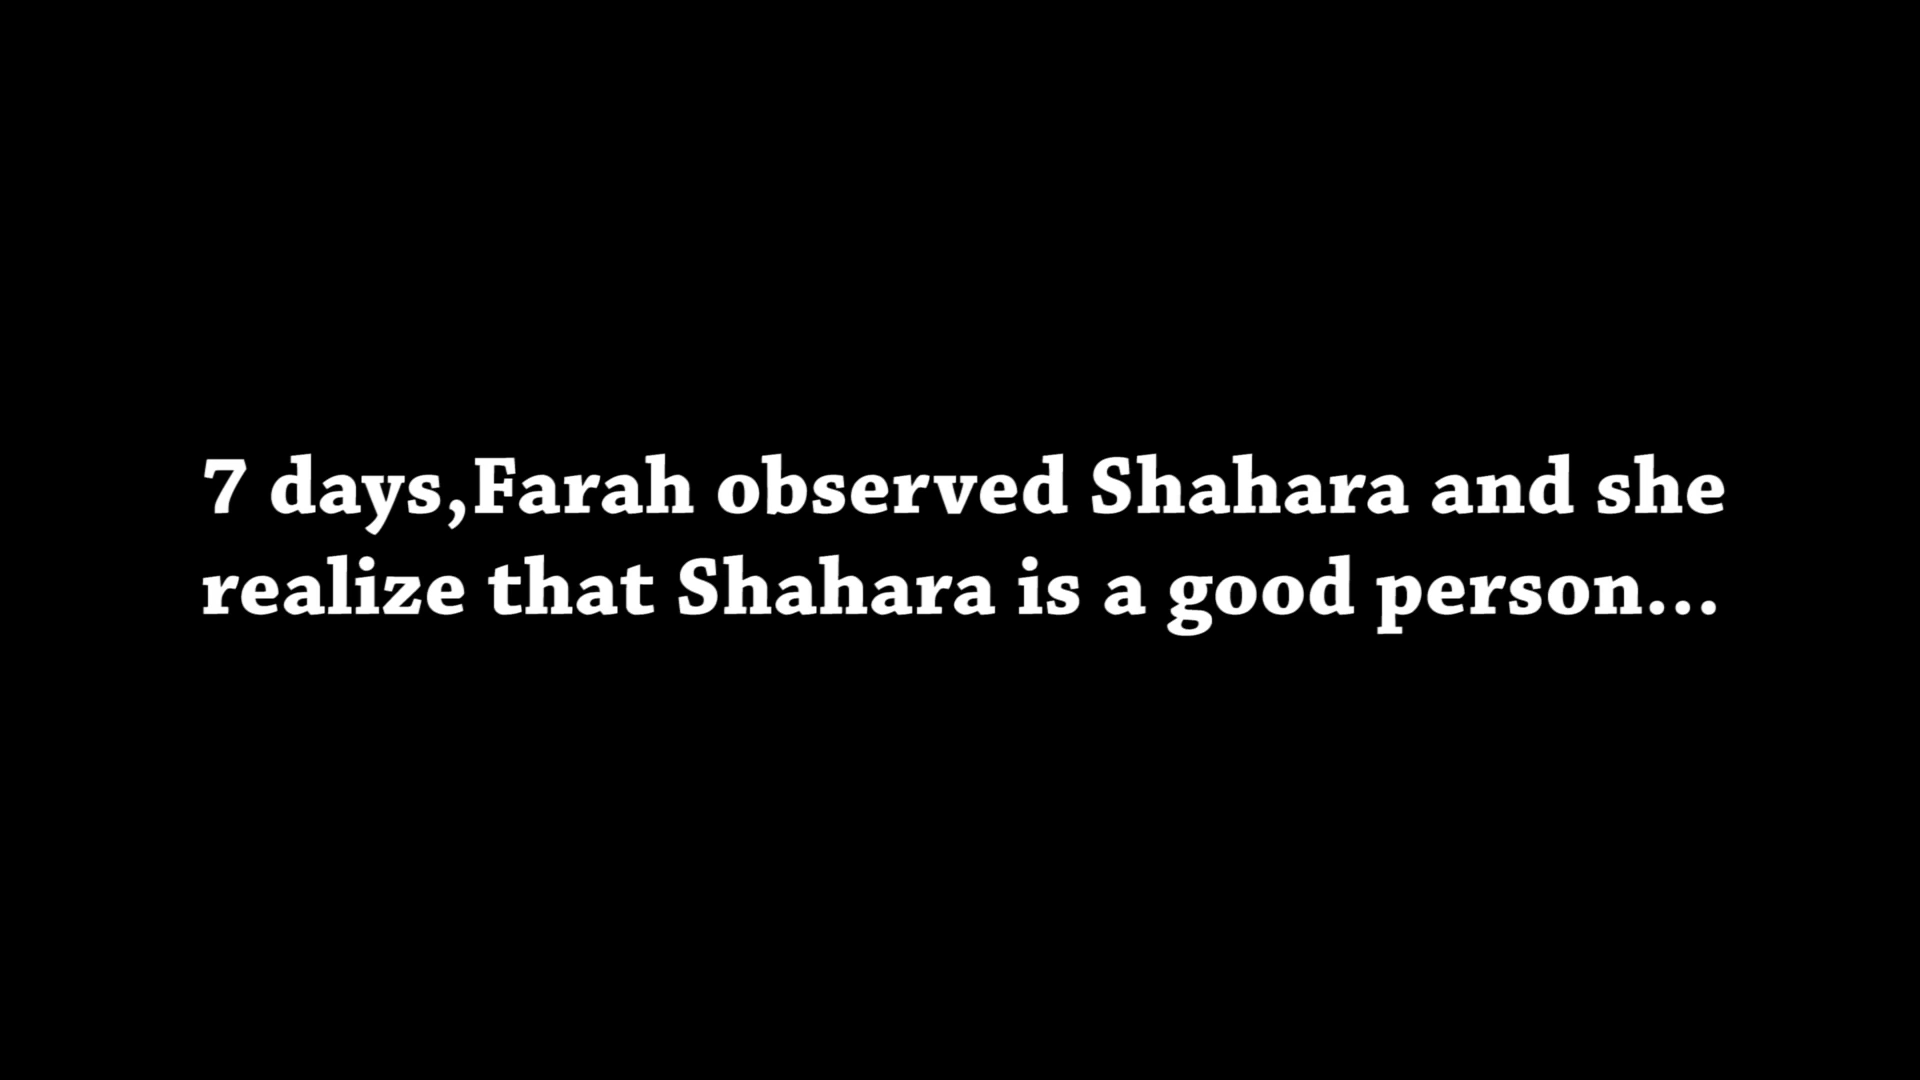 7 days,Farah observed Shahara and she
realize that Shahara is a good person...